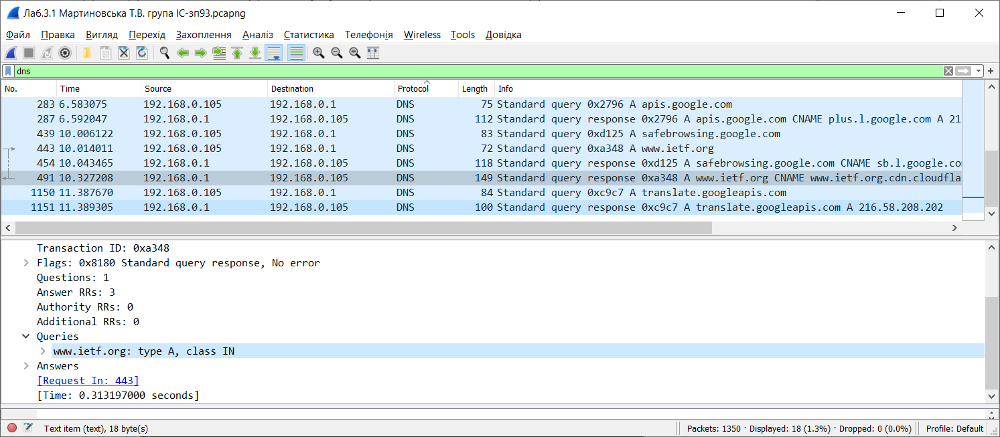 Лаб.3.1 Мартиновська Т.В. група ІС-зп93.pcapng
Файл Правка Вигляд Перехід Захоплення Аналіз Статистика Телефонія Wireless Tools Довідка
dns
No. Time Source Destination Protocol Length Info
283 6.583075 192.168.0.105 192.168.0.1 DNS 75 Standard query 0x2796 A apis.google.com
287 6.592047 192.168.0.1 192.168.0.105 DNS 112 Standard query response 0x2796 A apis.google.com CNAME plus.l.google.com A 21
439 10.006122 192.168.0.105 192.168.0.1 DNS 83 Standard query 0xd125 A safebrowsing.google.com
443 10.014011 192.168.0.105 192.168.0.1 DNS 72 Standard query 0xa348 A www.ietf.org
454 10.043465 192.168.0.1 192.168.0.105 DNS 118 Standard query response 0xd125 A safebrowsing.google.com CNAME sb.l.google.co
491 10.327208 192.168.0.1 192.168.0.105 DNS 149 Standard query response 0xa348 A www.ietf.org CNAME www.ietf.org.cdn.cloudfla
1150 11.387670 192.168.0.105 192.168.0.1 DNS 84 Standard query 0xc9c7 A translate.googleapis.com
1151 11.389305 192.168.0.1 192.168.0.105 DNS 100 Standard query response 0xc9c7 A translate.googleapis.com A 216.58.208.202
Transaction ID: 0xa348
Flags: 0x8180 Standard query response, No error
Questions: 1
Answer RRs: 3
Authority RRs: 0
Additional RRs: 0
Queries
www.ietf.org: type A, class IN
Answers
[Request In: 443]
[Time: 0.313197000 seconds]
Text item (text), 18 byte(s) Packets: 1350 · Displayed: 18 (1.3%) · Dropped: 0 (0.0%) Profile: Default